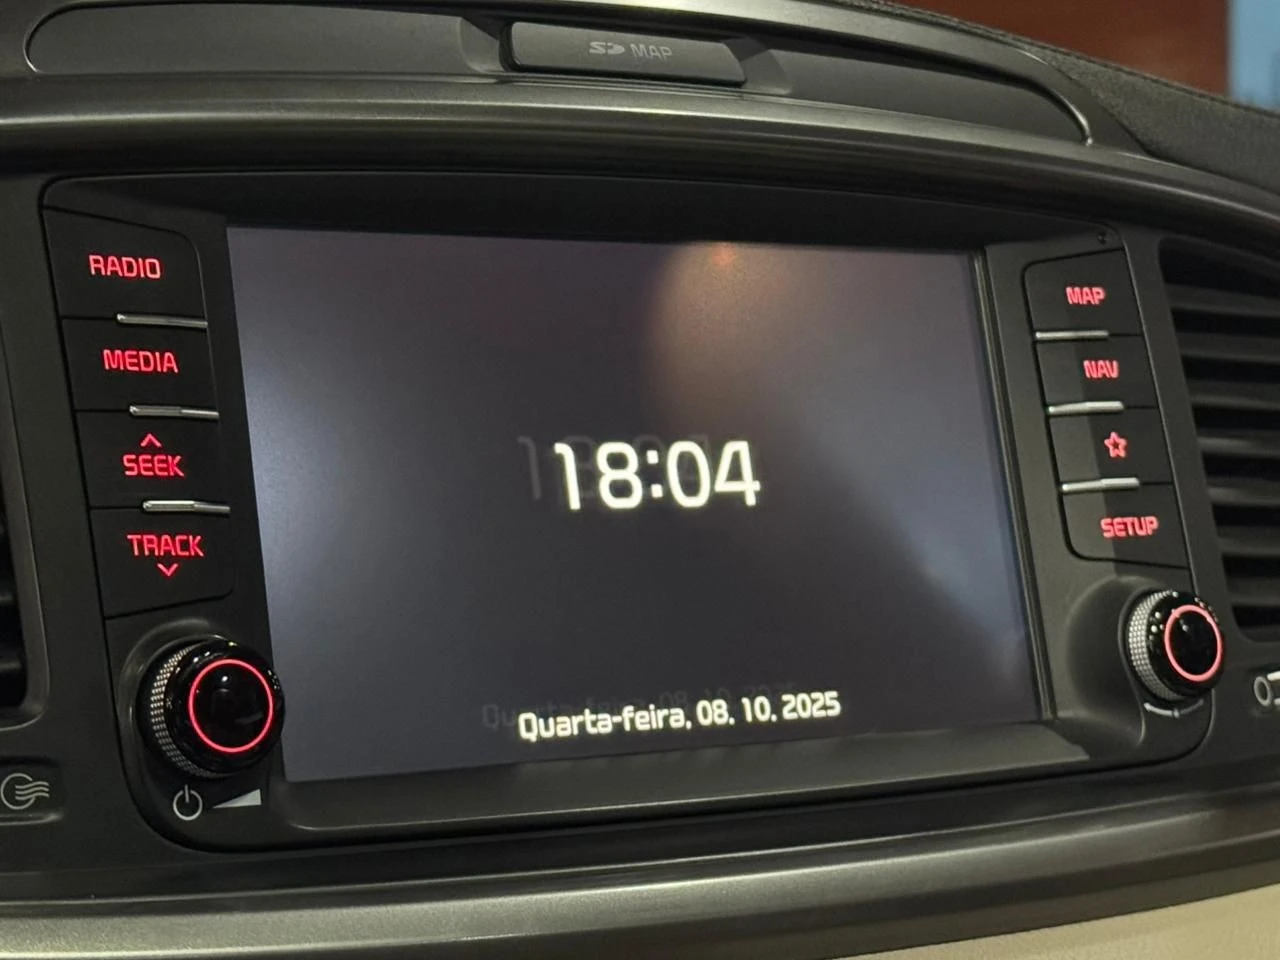 SD MAP
RADIO
MEDIA
SEEK
TRACK
18:04
Quarta-feira, 08. 10. 2025
MAP
NAV
SETUP